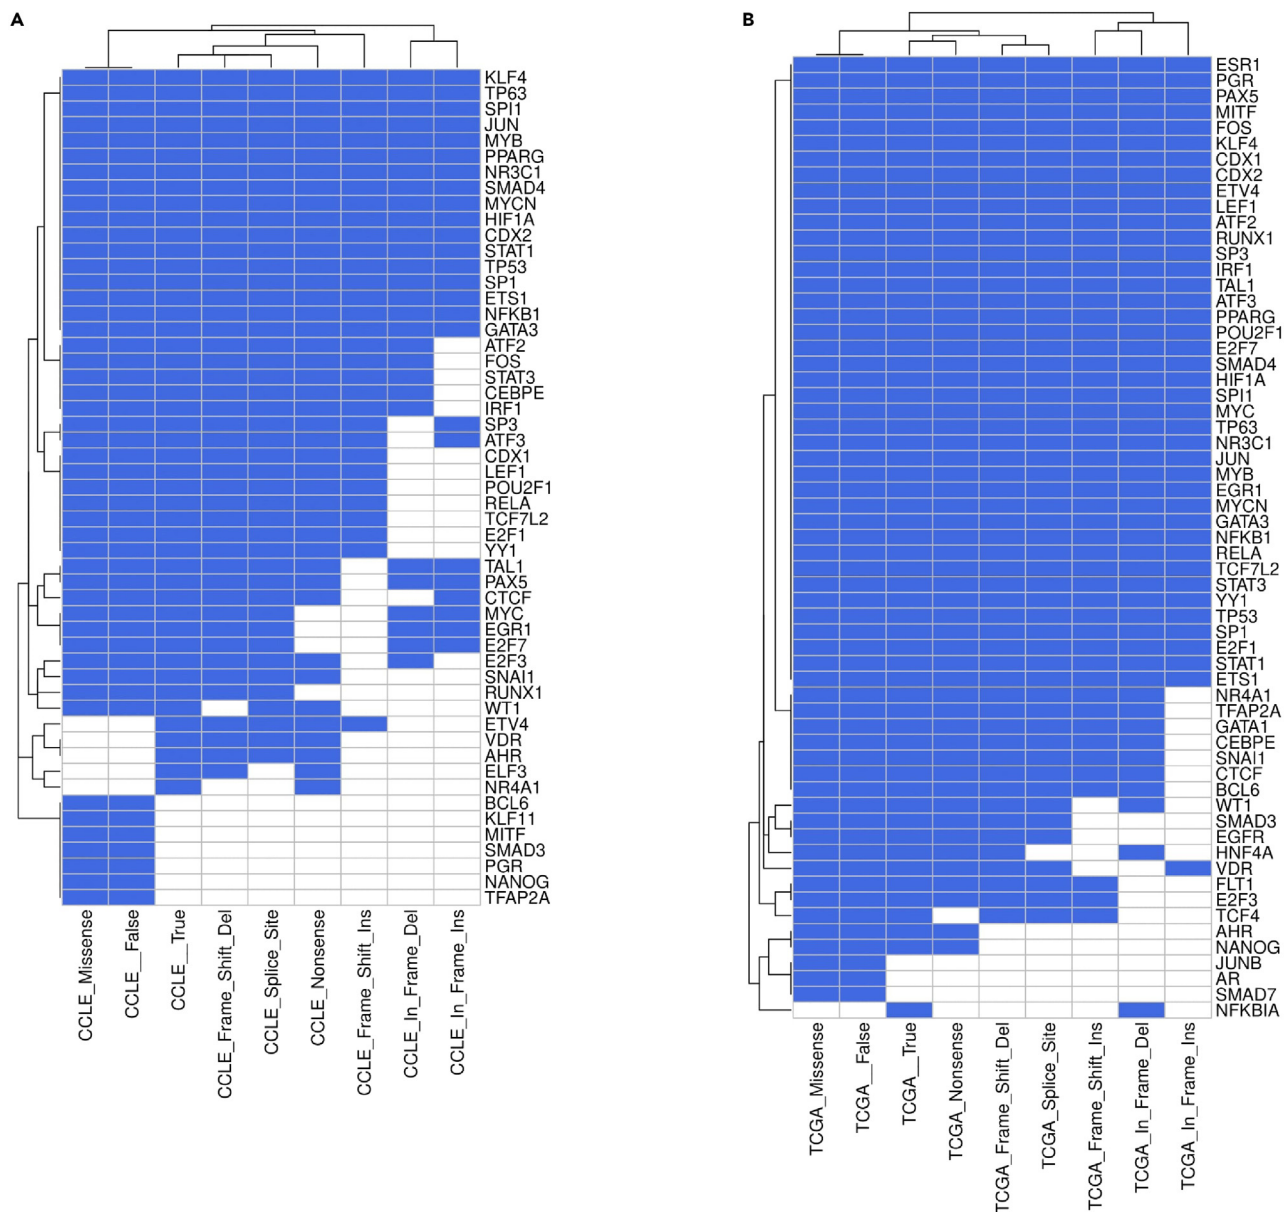 A
KLF4
TP63
SPI1
JUN
MYB
PPARG
NR3C1
SMAD4
MYCN
HIF1A
CDX2
STAT1
TP53
SP1
ETS1
NFKB1
GATA3
ATF2
FOS
STAT3
CEBPE
IRF1
SP3
ATF3
CDX1
LEF1
POU2F1
RELA
TCF7L2
E2F1
YY1
TAL1
PAX5
CTCF
MYC
EGR1
E2F7
E2F3
SNAI1
RUNX1
WT1
ETV4
VDR
AHR
ELF3
NR4A1
BCL6
KLF11
MITF
SMAD3
PGR
NANOG
TFAP2A
CCLE_Missense
CCLE__False
CCLE__True
CCLE_Frame_Shift_Del
CCLE_Splice_Site
CCLE_Nonsense
CCLE_Frame_Shift_Ins
CCLE_In_Frame_Del
CCLE_In_Frame_Ins
B
ESR1
PGR
PAX5
MITF
FOS
KLF4
CDX1
CDX2
ETV4
LEF1
ATF2
RUNX1
SP3
IRF1
TAL1
ATF3
PPARG
POU2F1
E2F7
SMAD4
HIF1A
SPI1
MYC
TP63
NR3C1
JUN
MYB
EGR1
MYCN
GATA3
NFKB1
RELA
TCF7L2
STAT3
YY1
TP53
SP1
E2F1
STAT1
ETS1
NR4A1
TFAP2A
GATA1
CEBPE
SNAI1
CTCF
BCL6
WT1
SMAD3
EGFR
HNF4A
VDR
FLT1
E2F3
TCF4
AHR
NANOG
JUNB
AR
SMAD7
NFKBIA
TCGA_Missense
TCGA__False
TCGA__True
TCGA_Nonsense
TCGA_Frame_Shift_Del
TCGA_Splice_Site
TCGA_Frame_Shift_Ins
TCGA_In_Frame_Del
TCGA_In_Frame_Ins